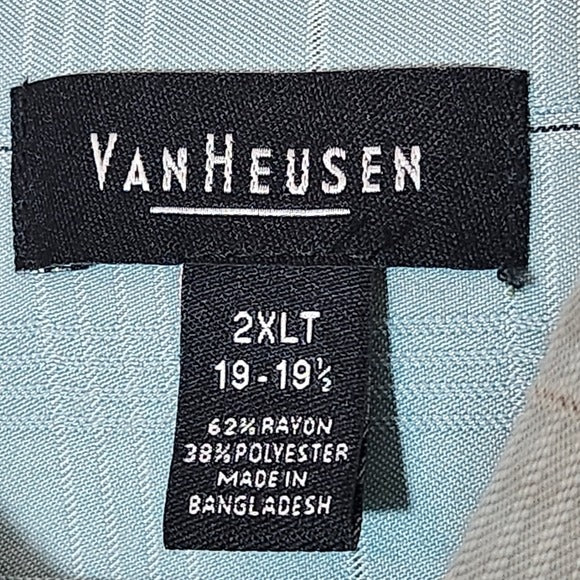 VANHEUSEN
2XLT
19-19½
62% RAYON
38% POLYESTER
MADE IN
BANGLADESH